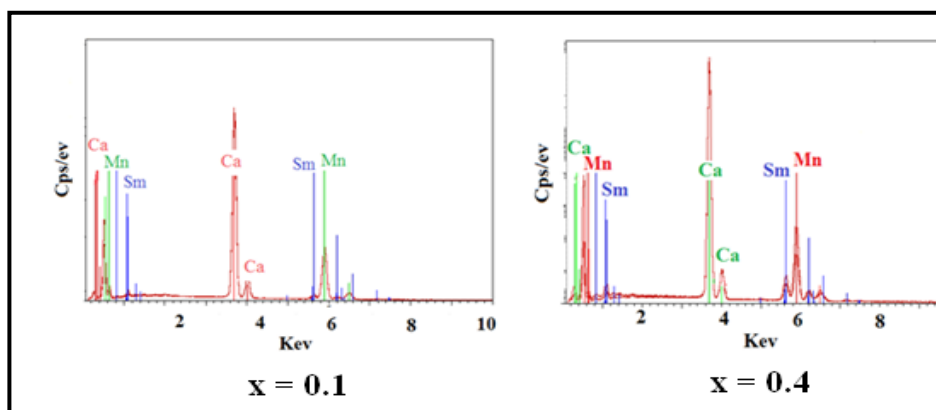 Cps/ev
Ca
Mn
Sm
Ca
Ca
Sm
Mn
2 4 6 8 10
Kev
x = 0.1
Cps/ev
Ca
Mn
Sm
Ca
Ca
Sm
Mn
2 4 6 8
Kev
x = 0.4